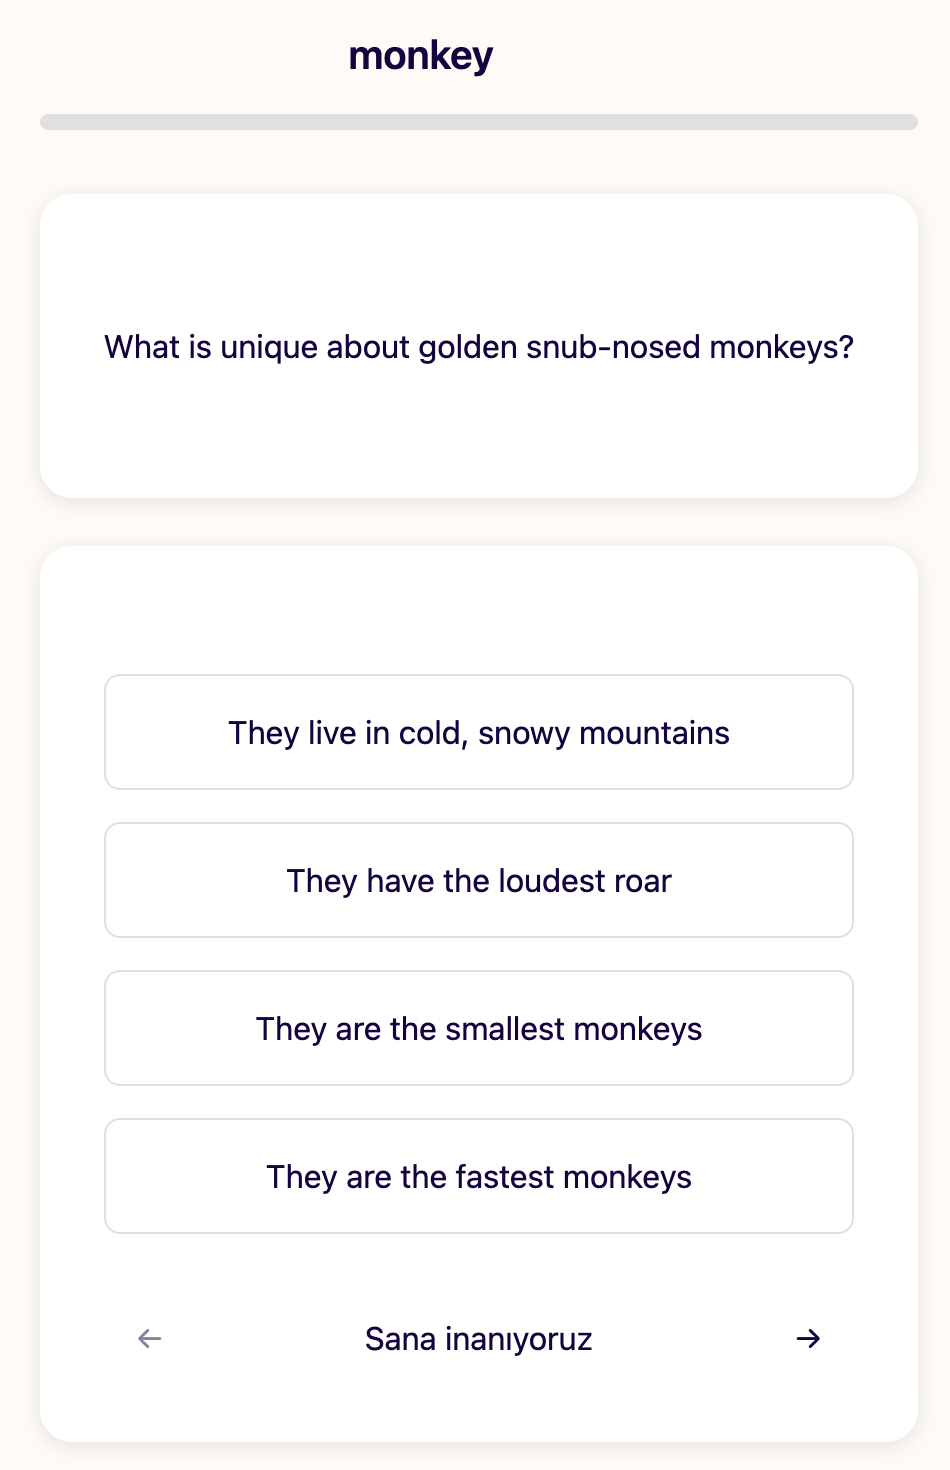 monkey
What is unique about golden snub-nosed monkeys?
They live in cold, snowy mountains
They have the loudest roar
They are the smallest monkeys
They are the fastest monkeys
← Sana inanıyoruz →